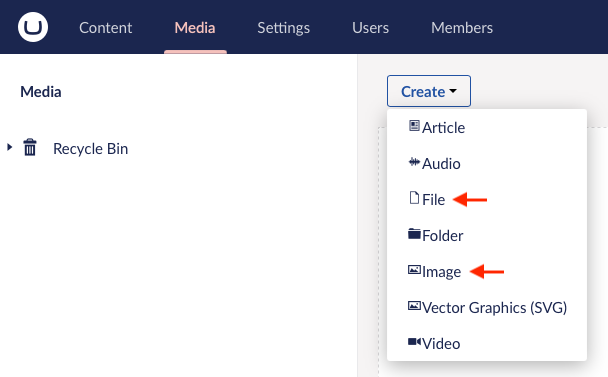 Content Media Settings Users Members
Media
Recycle Bin
Create
Article
Audio
File
Folder
Image
Vector Graphics (SVG)
Video